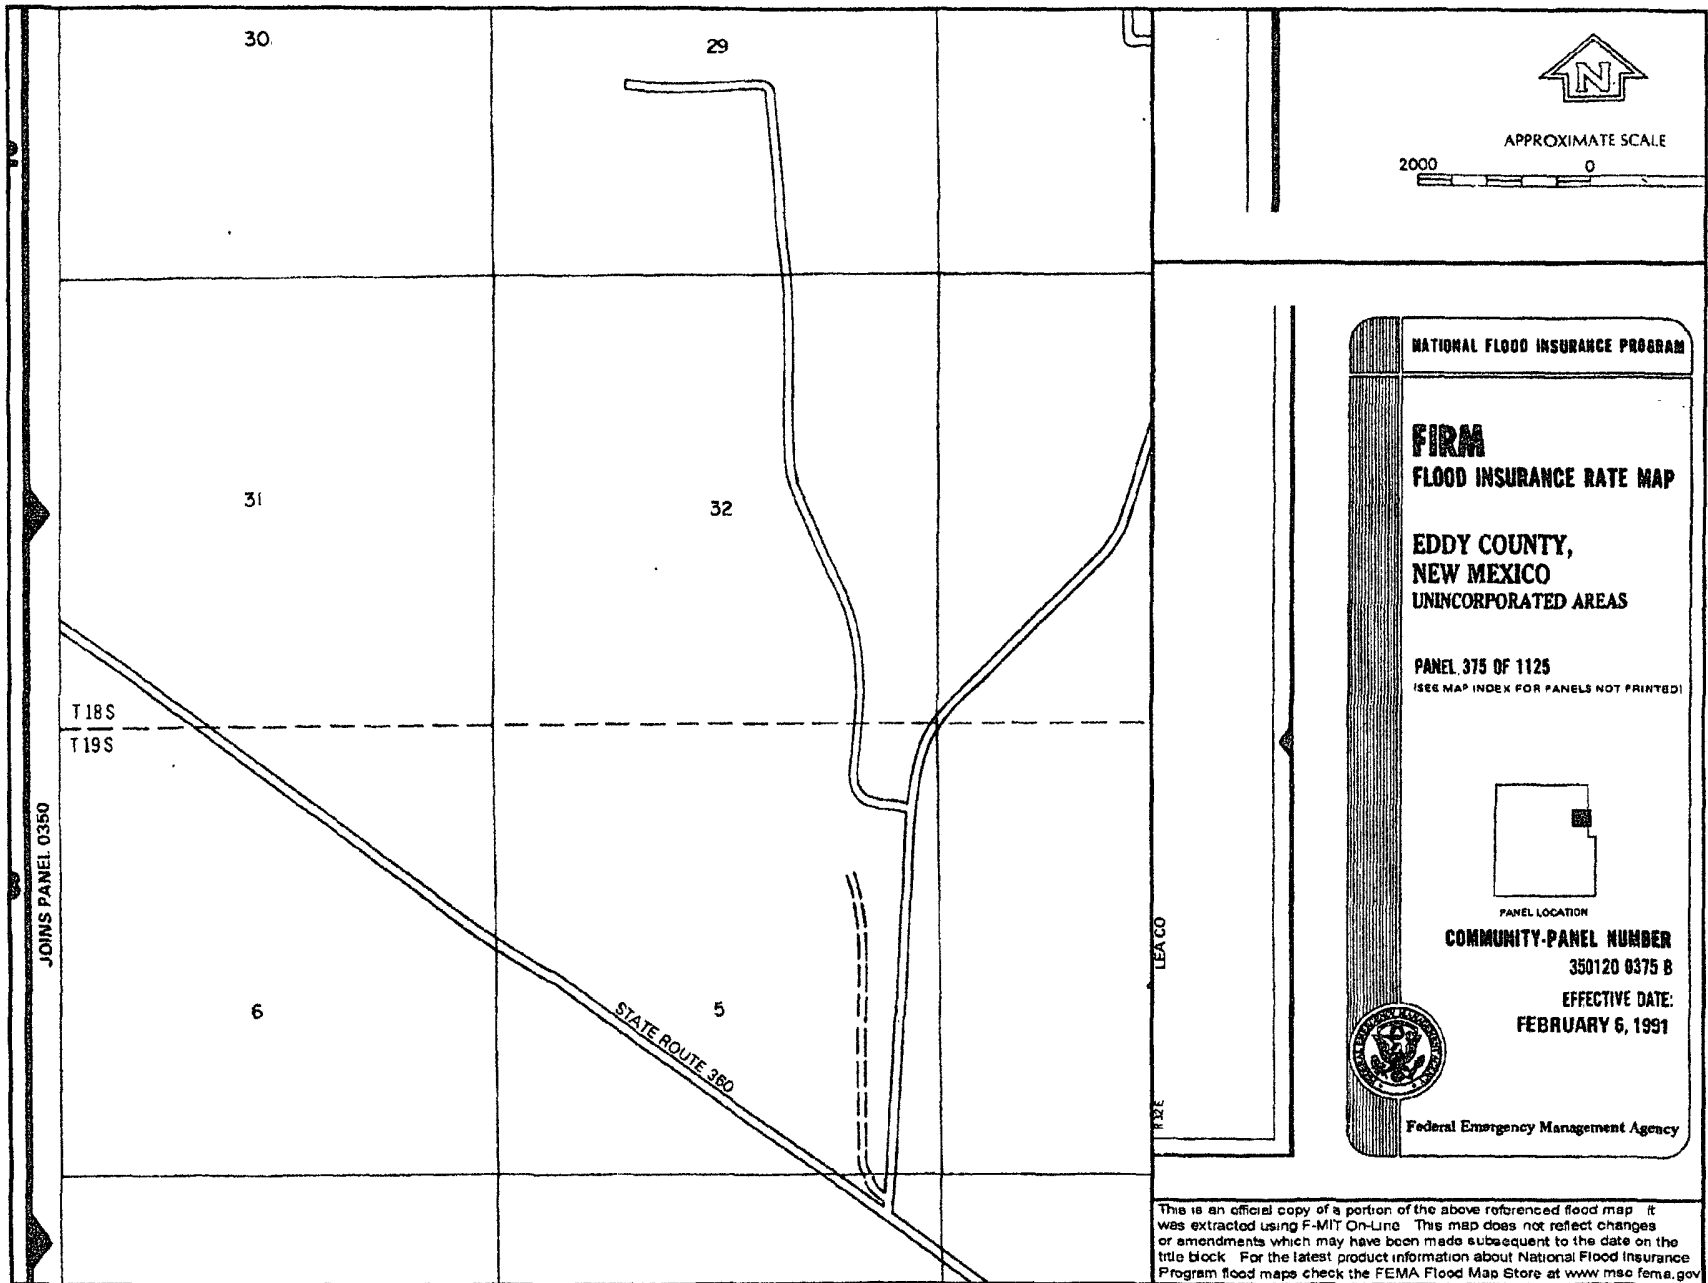 30
29
31
32
T18S
T19S
JOINS PANEL 0350
6
5
STATE ROUTE 360
LEA CO
R 32 E
N
APPROXIMATE SCALE
2000 0
NATIONAL FLOOD INSURANCE PROGRAM
FIRM
FLOOD INSURANCE RATE MAP
EDDY COUNTY,
NEW MEXICO
UNINCORPORATED AREAS
PANEL 375 OF 1125
(SEE MAP INDEX FOR PANELS NOT PRINTED)
PANEL LOCATION
COMMUNITY-PANEL NUMBER
350120 0375 B
EFFECTIVE DATE:
FEBRUARY 6, 1991
Federal Emergency Management Agency
This is an official copy of a portion of the above referenced flood map It
was extracted using F-MIT On-Line This map does not reflect changes
or amendments which may have been made subsequent to the date on the
title block For the latest product information about National Flood Insurance
Program flood maps check the FEMA Flood Map Store at www msc fema.gov